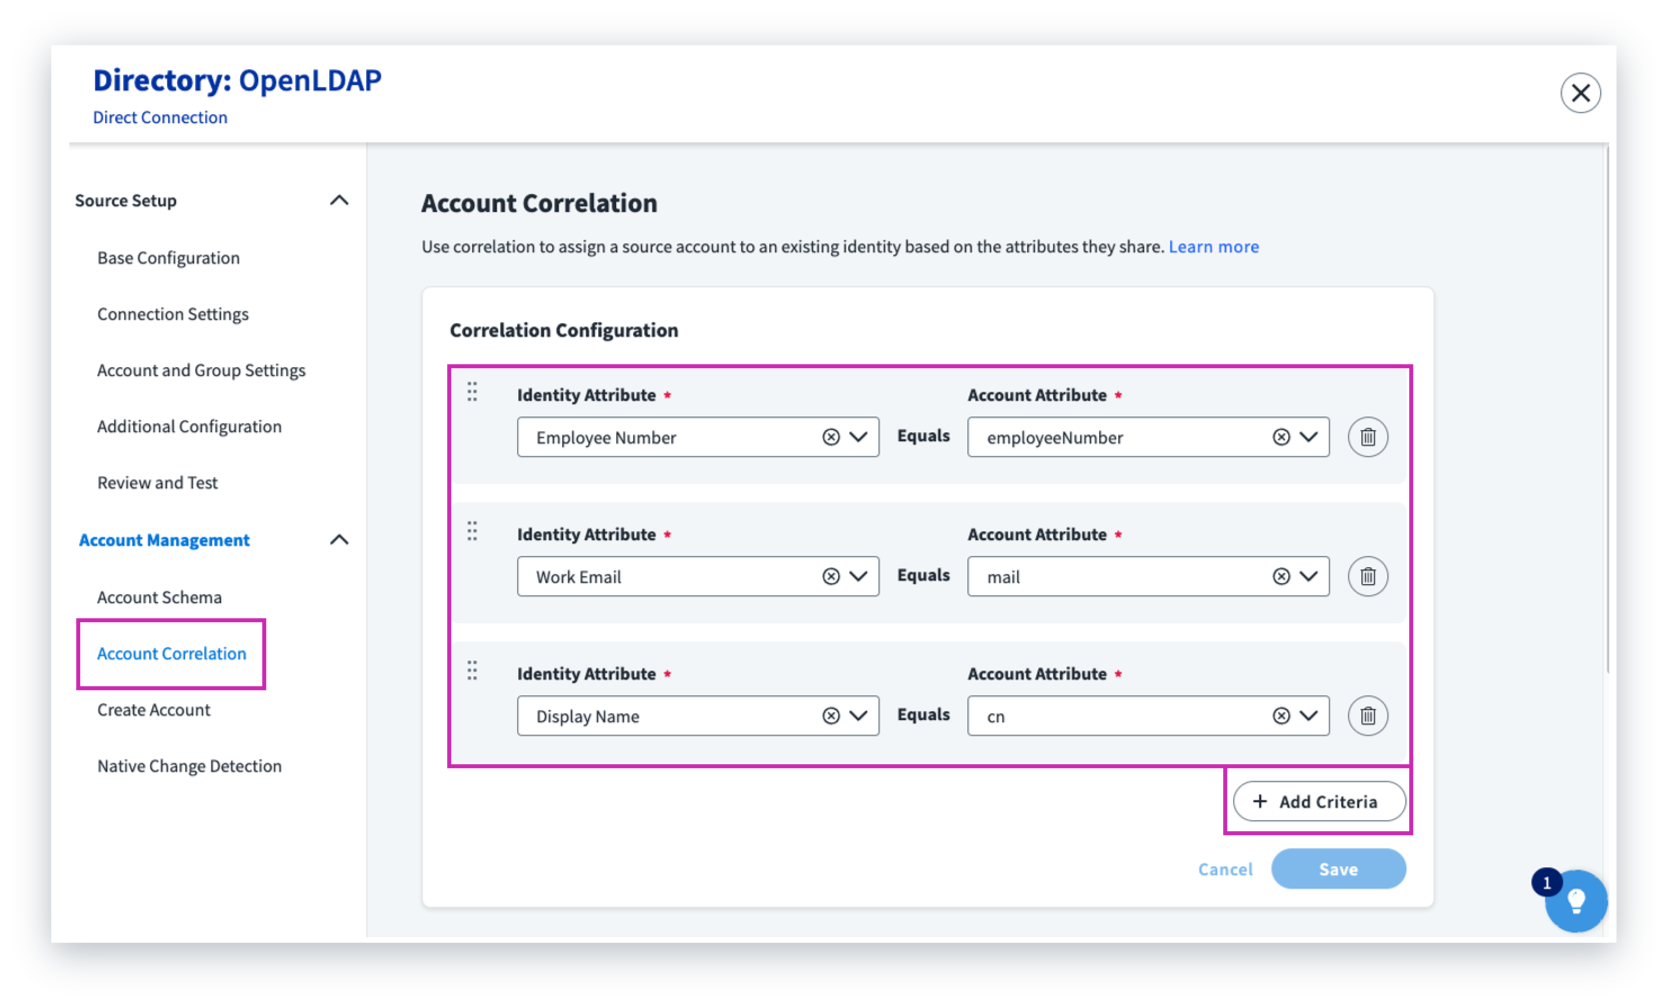 Directory: OpenLDAP
Direct Connection
Source Setup
Base Configuration
Connection Settings
Account and Group Settings
Additional Configuration
Review and Test
Account Management
Account Schema
Account Correlation
Create Account
Native Change Detection
Account Correlation
Use correlation to assign a source account to an existing identity based on the attributes they share. Learn more
Correlation Configuration
Identity Attribute * Account Attribute *
Employee Number Equals employeeNumber
Identity Attribute * Account Attribute *
Work Email Equals mail
Identity Attribute * Account Attribute *
Display Name Equals cn
+ Add Criteria
Cancel Save
1